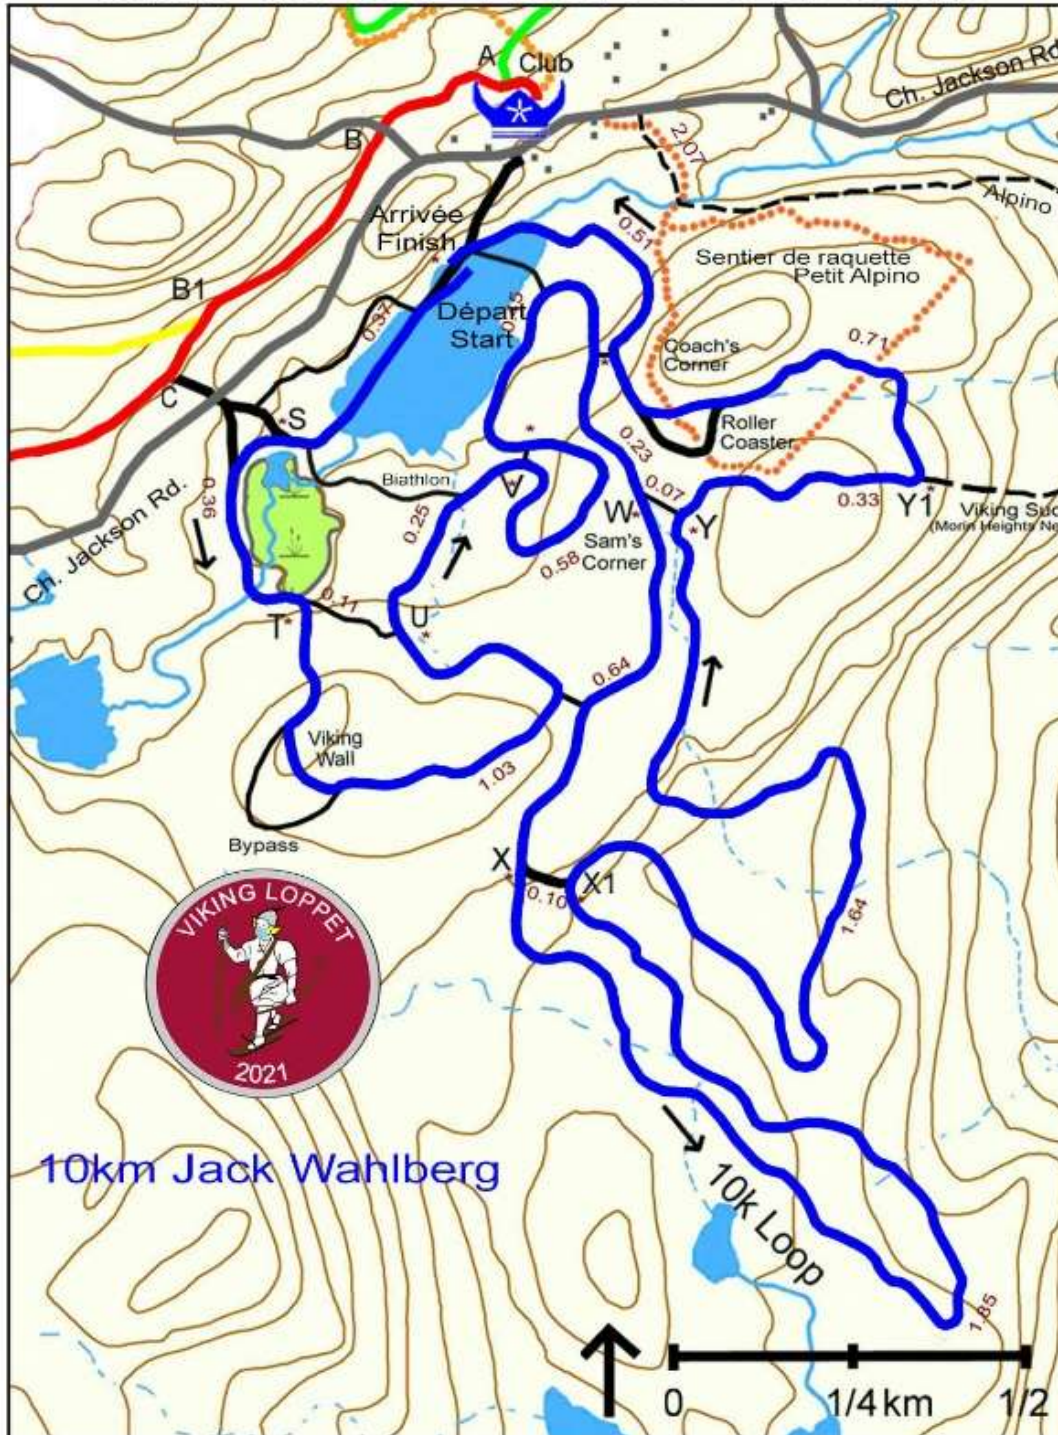 A
Club
Ch. Jackson Rd
B
2.07
Alpino
Arrivée
Finish
0.51
Sentier de raquette
Petit Alpino
B1
Départ
Start
0.37
0.71
Coach's
Corner
C
S
Roller
Coaster
0.23
Biathlon
V
0.07
0.33
Y1
Viking Sud
(Morin Heights Ne
Ch. Jackson Rd.
0.36
0.25
W
Y
Sam's
Corner
0.58
0.11
T
U
0.64
Viking
Wall
1.03
Bypass
X
X1
0.10
1.64
VIKING LOPPET
2021
10km Jack Wahlberg
10k Loop
1.85
0
1/4 km
1/2